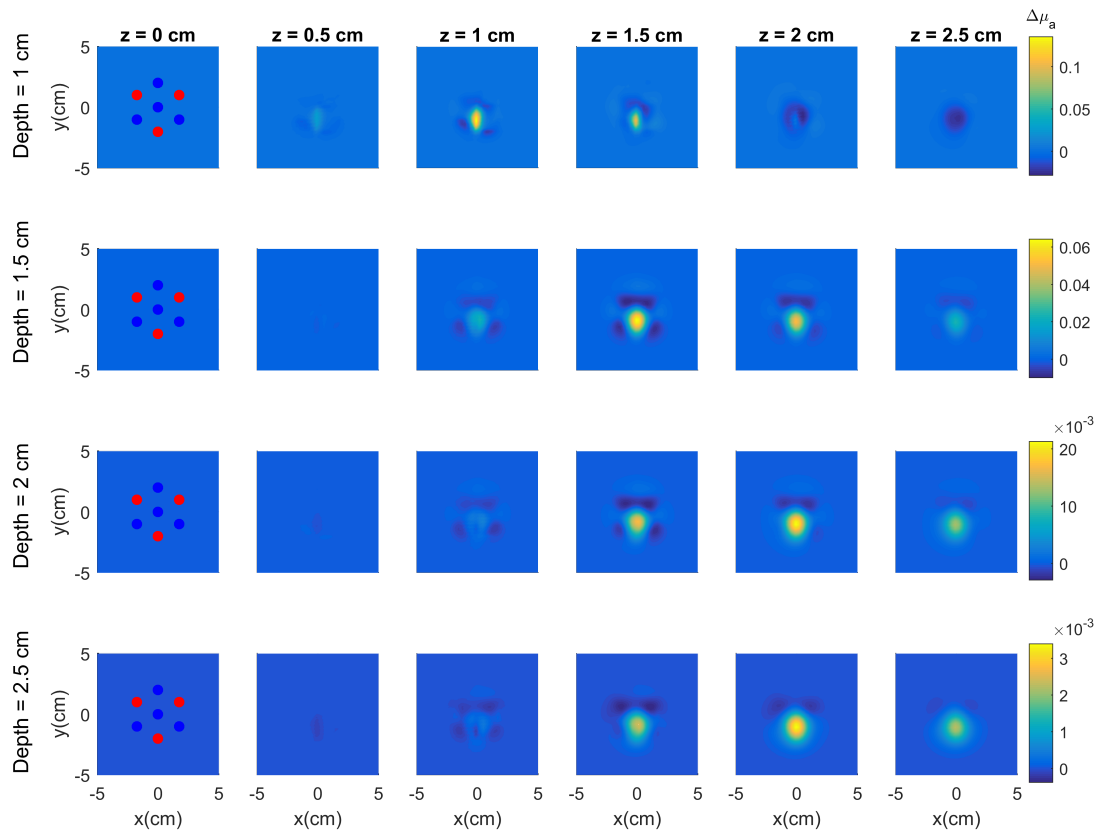 Δμa
z = 0 cm z = 0.5 cm z = 1 cm z = 1.5 cm z = 2 cm z = 2.5 cm
Depth = 1 cm
y(cm)
5
0
-5
0.1
0.05
0
Depth = 1.5 cm
y(cm)
5
0
-5
0.06
0.04
0.02
0
Depth = 2 cm
y(cm)
5
0
-5
×10-3
20
10
0
Depth = 2.5 cm
y(cm)
5
0
-5
×10-3
3
2
1
0
-5 0 5 -5 0 5 -5 0 5 -5 0 5 -5 0 5 -5 0 5
x(cm) x(cm) x(cm) x(cm) x(cm) x(cm)